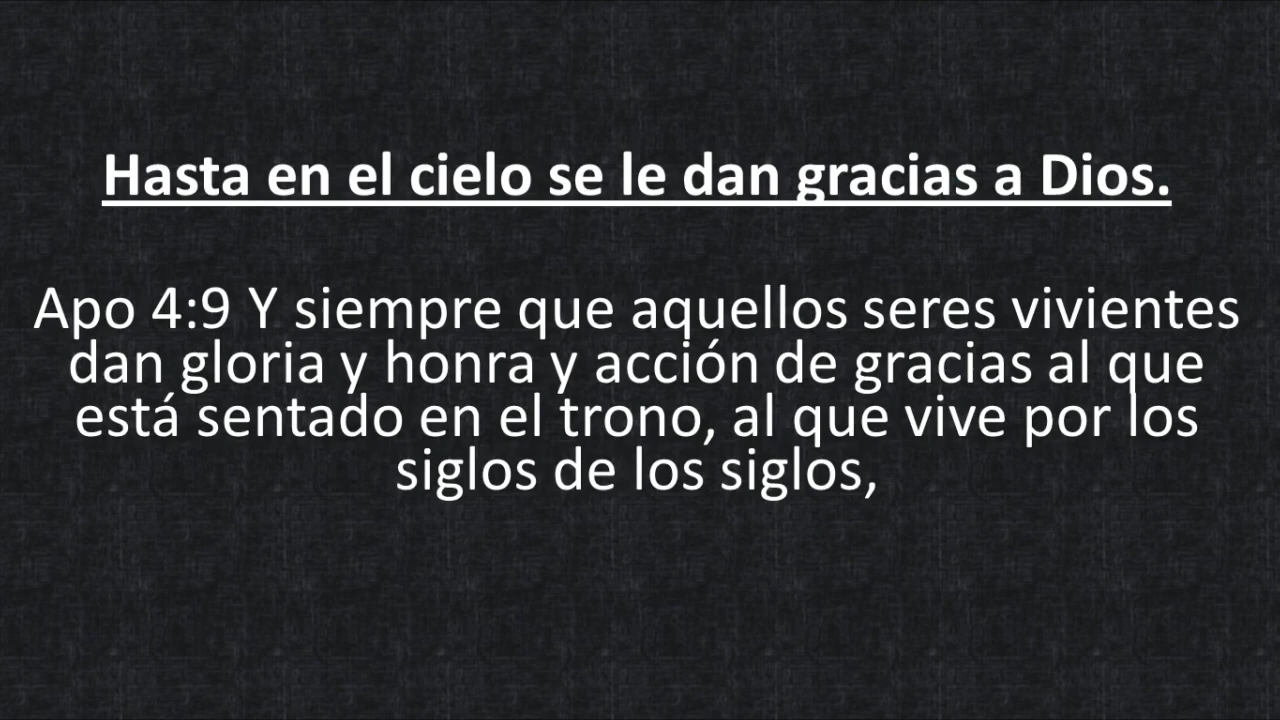 Hasta en el cielo se le dan gracias a Dios.
Apo 4:9 Y siempre que aquellos seres vivientes
dan gloria y honra y acción de gracias al que
está sentado en el trono, al que vive por los
siglos de los siglos,